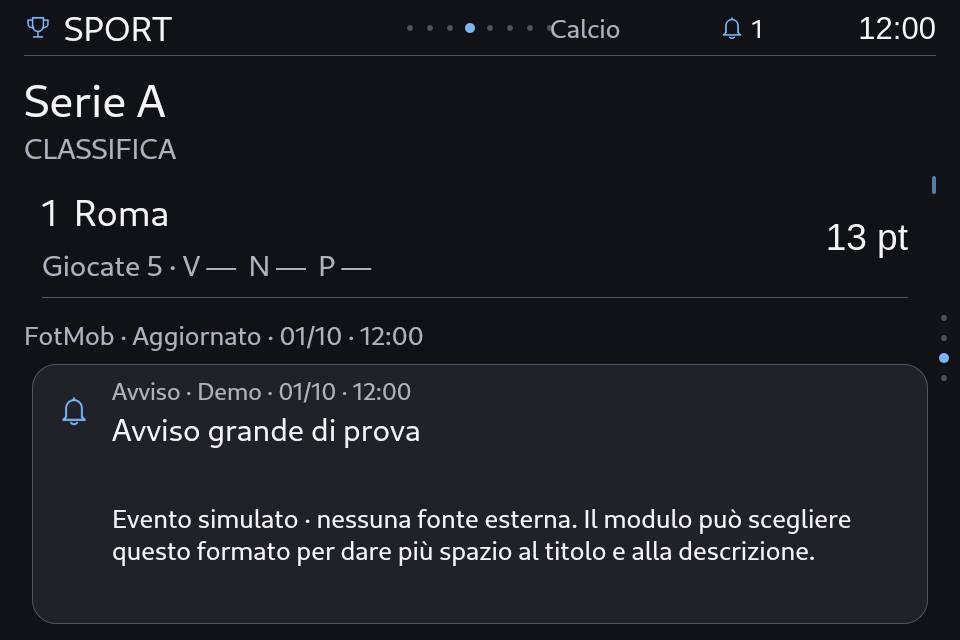 SPORT
Calcio
1
12:00
Serie A
CLASSIFICA
1 Roma
13 pt
Giocate 5 · V — N — P —
FotMob · Aggiornato · 01/10 · 12:00
Avviso · Demo · 01/10 · 12:00
Avviso grande di prova
Evento simulato · nessuna fonte esterna. Il modulo può scegliere
questo formato per dare più spazio al titolo e alla descrizione.